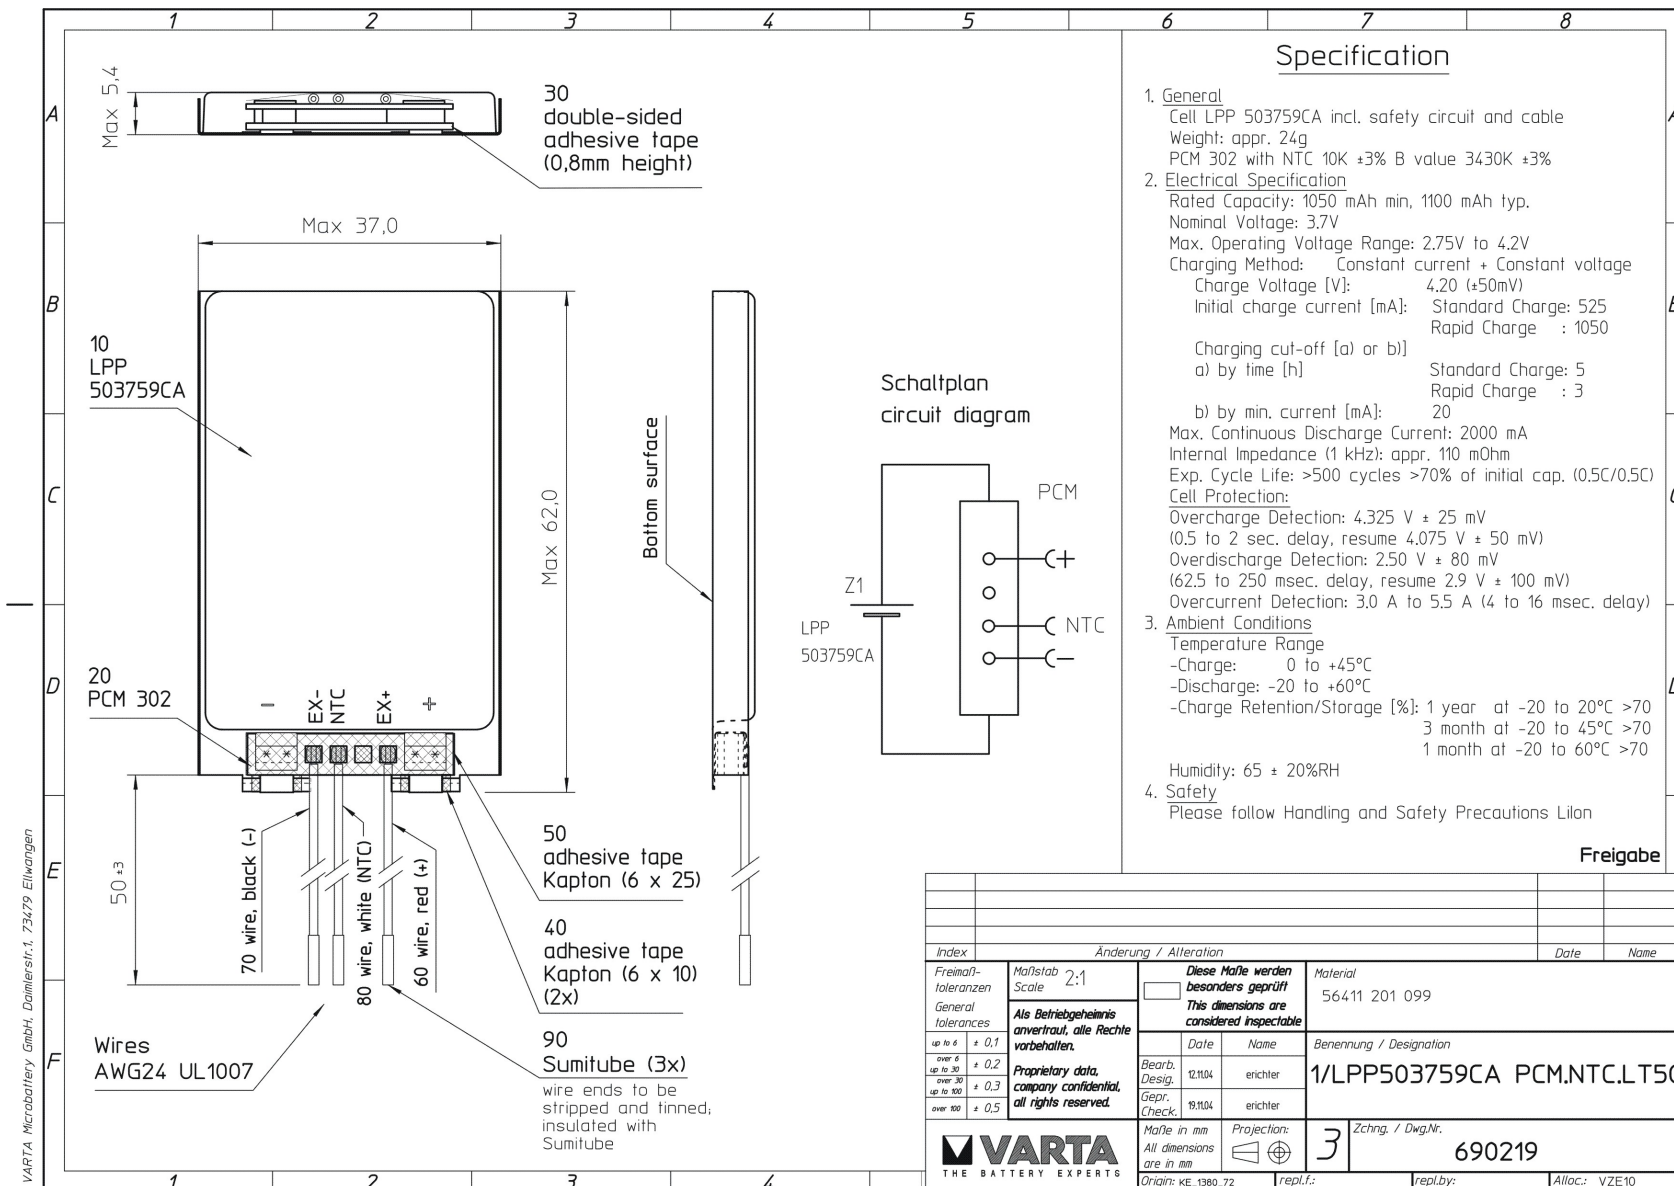 1 2 3 4 5 6 7 8
A
B
C
D
E
F
Max 5,4
30
double-sided
adhesive tape
(0,8mm height)
Max 37,0
10
LPP
503759CA
Max 62,0
Bottom surface
20
PCM 302
-
EX-
NTC
EX+
+
50 ±3
70 wire, black (-)
80 wire, white (NTC)
60 wire, red (+)
50
adhesive tape
Kapton (6 x 25)
40
adhesive tape
Kapton (6 x 10)
(2x)
90
Sumitube (3x)
wire ends to be
stripped and tinned;
insulated with
Sumitube
Wires
AWG24 UL1007
VARTA Microbattery GmbH, Daimlerstr.1, 73479 Ellwangen
Schaltplan
circuit diagram
PCM
+
NTC
-
Z1
LPP
503759CA
Specification
1. General
Cell LPP 503759CA incl. safety circuit and cable
Weight: appr. 24g
PCM 302 with NTC 10K ±3% B value 3430K ±3%
2. Electrical Specification
Rated Capacity: 1050 mAh min, 1100 mAh typ.
Nominal Voltage: 3.7V
Max. Operating Voltage Range: 2.75V to 4.2V
Charging Method: Constant current + Constant voltage
Charge Voltage [V]: 4.20 (±50mV)
Initial charge current [mA]: Standard Charge: 525
Rapid Charge : 1050
Charging cut-off [a) or b)]
a) by time [h] Standard Charge: 5
Rapid Charge : 3
b) by min. current [mA]: 20
Max. Continuous Discharge Current: 2000 mA
Internal Impedance (1 kHz): appr. 110 mOhm
Exp. Cycle Life: >500 cycles >70% of initial cap. (0.5C/0.5C)
Cell Protection:
Overcharge Detection: 4.325 V ± 25 mV
(0.5 to 2 sec. delay, resume 4.075 V ± 50 mV)
Overdischarge Detection: 2.50 V ± 80 mV
(62.5 to 250 msec. delay, resume 2.9 V ± 100 mV)
Overcurrent Detection: 3.0 A to 5.5 A (4 to 16 msec. delay)
3. Ambient Conditions
Temperature Range
-Charge: 0 to +45°C
-Discharge: -20 to +60°C
-Charge Retention/Storage [%]: 1 year at -20 to 20°C >70
3 month at -20 to 45°C >70
1 month at -20 to 60°C >70
Humidity: 65 ± 20%RH
4. Safety
Please follow Handling and Safety Precautions LiIon
Freigabe
Index Änderung / Alteration Date Name
Freimaß-
toleranzen
General
tolerances
up to 6 ± 0,1
over 6
up to 30 ± 0,2
over 30
up to 100 ± 0,3
over 100 ± 0,5
Maßstab
Scale 2:1
Als Betriebgeheimnis
anvertraut, alle Rechte
vorbehalten.
Proprietary data,
company confidential,
all rights reserved.
Diese Maße werden
besonders geprüft
This dimensions are
considered inspectable
Date Name
Bearb.
Desig. 12.11.04 erichter
Gepr.
Check. 19.11.04 erichter
Material
56411 201 099
Benennung / Designation
1/LPP503759CA PCM.NTC.LT50
VARTA
THE BATTERY EXPERTS
Maße in mm
All dimensions
are in mm
Projection:
3
Zchng. / Dwg.Nr.
690219
Origin: KE_1380_72 repl.f.: repl.by: Alloc.: VZE10
1 2 3 4